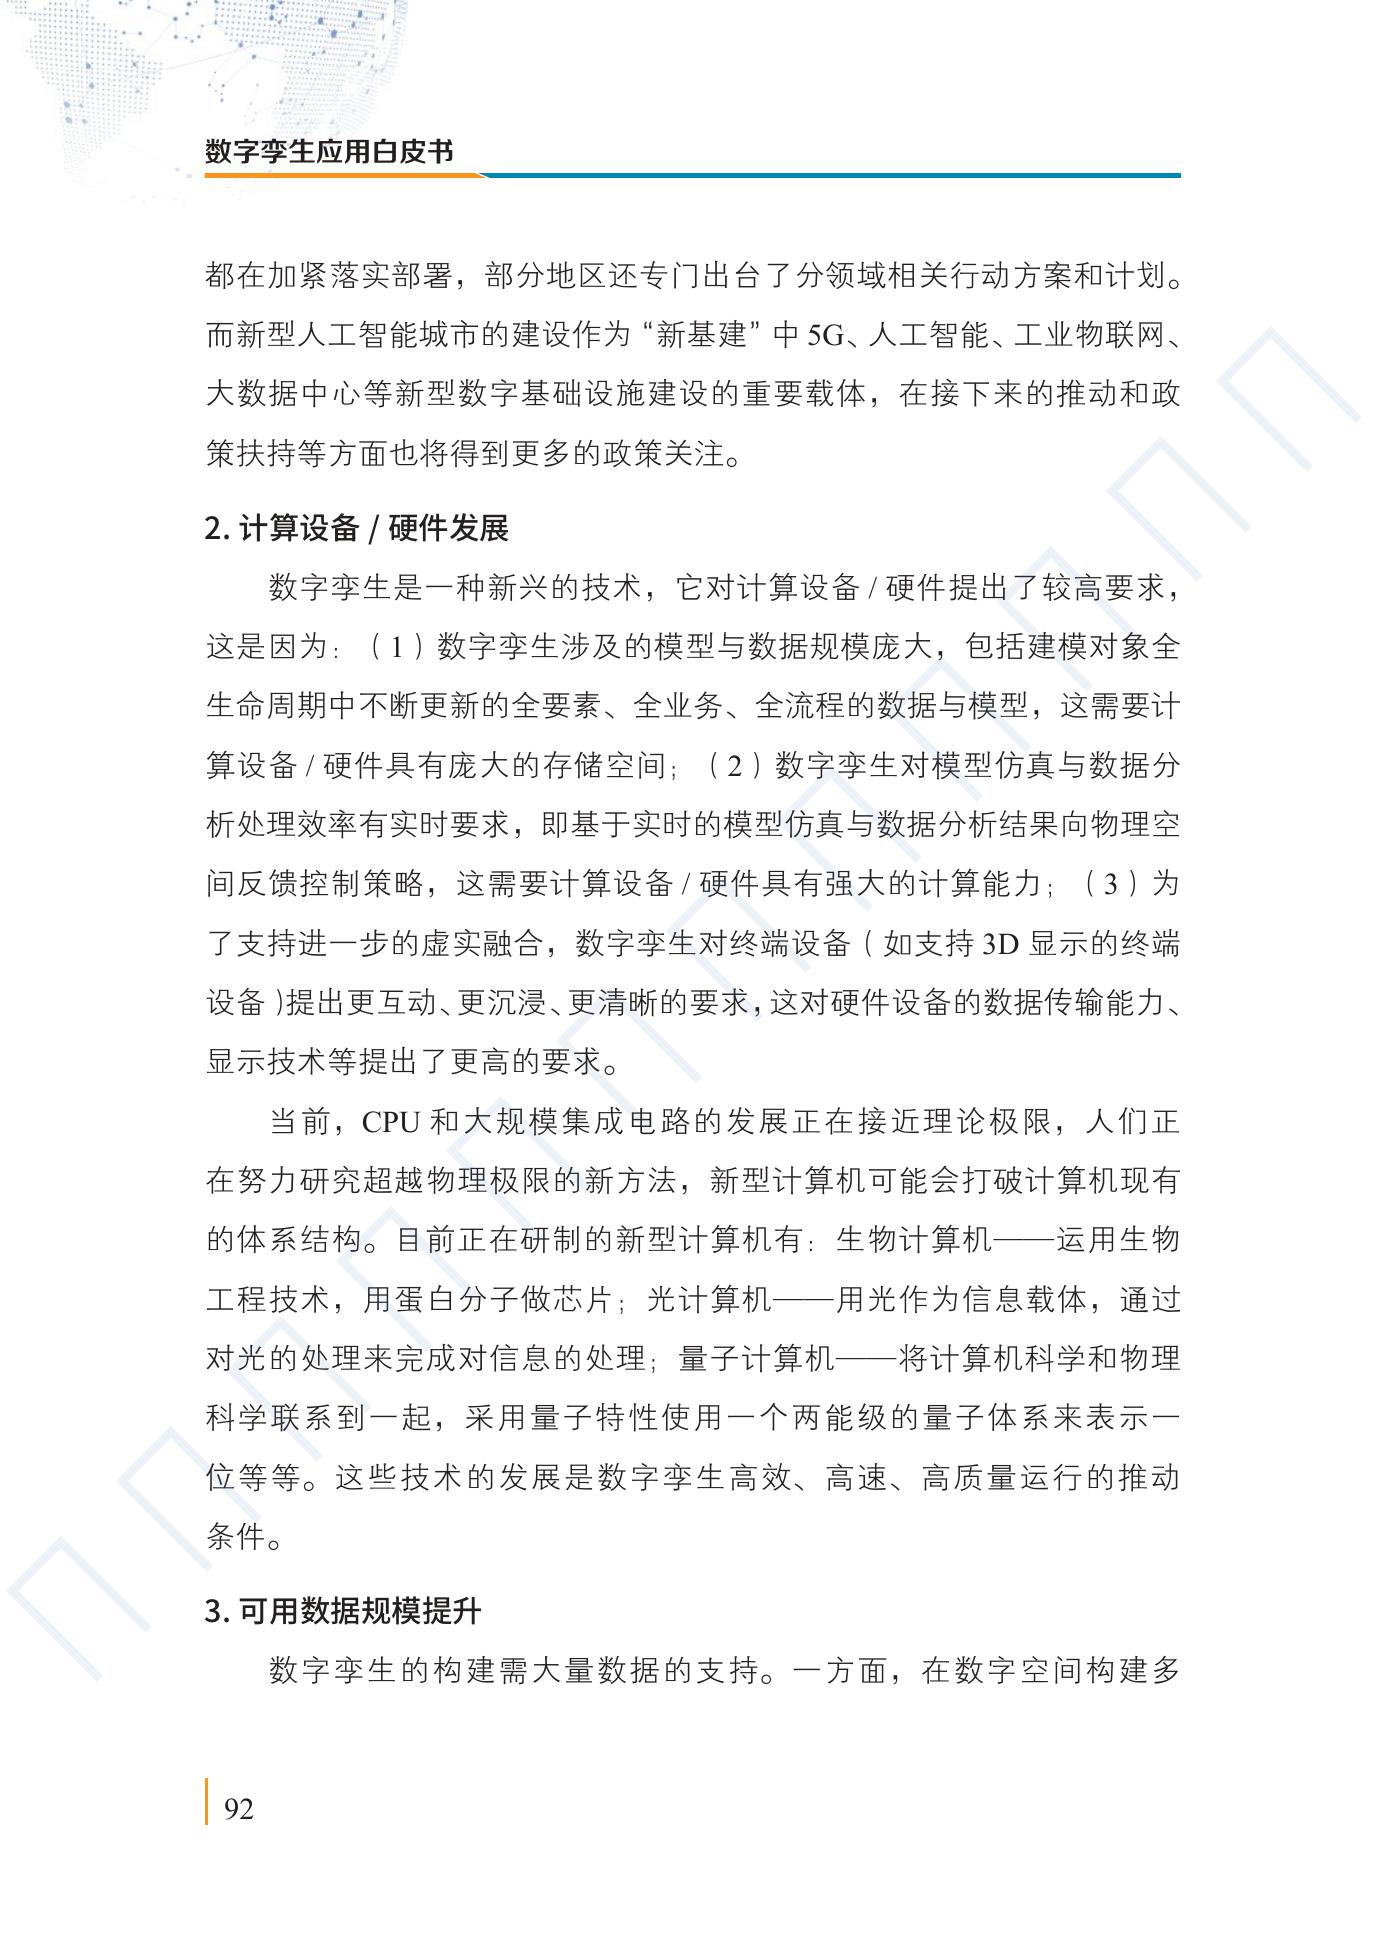 数字孪生应用白皮书
都在加紧落实部署，部分地区还专门出台了分领域相关行动方案和计划。
而新型人工智能城市的建设作为“新基建”中 5G、人工智能、工业物联网、
大数据中心等新型数字基础设施建设的重要载体，在接下来的推动和政
策扶持等方面也将得到更多的政策关注。
2. 计算设备 / 硬件发展
数字孪生是一种新兴的技术，它对计算设备 / 硬件提出了较高要求，
这是因为：（1）数字孪生涉及的模型与数据规模庞大，包括建模对象全
生命周期中不断更新的全要素、全业务、全流程的数据与模型，这需要计
算设备 / 硬件具有庞大的存储空间；（2）数字孪生对模型仿真与数据分
析处理效率有实时要求，即基于实时的模型仿真与数据分析结果向物理空
间反馈控制策略，这需要计算设备 / 硬件具有强大的计算能力；（3）为
了支持进一步的虚实融合，数字孪生对终端设备（如支持 3D 显示的终端
设备）提出更互动、更沉浸、更清晰的要求，这对硬件设备的数据传输能力、
显示技术等提出了更高的要求。
当前，CPU 和大规模集成电路的发展正在接近理论极限，人们正
在努力研究超越物理极限的新方法，新型计算机可能会打破计算机现有
的体系结构。目前正在研制的新型计算机有：生物计算机——运用生物
工程技术，用蛋白分子做芯片；光计算机——用光作为信息载体，通过
对光的处理来完成对信息的处理；量子计算机——将计算机科学和物理
科学联系到一起，采用量子特性使用一个两能级的量子体系来表示一
位等等。这些技术的发展是数字孪生高效、高速、高质量运行的推动
条件。
3. 可用数据规模提升
数字孪生的构建需大量数据的支持。一方面，在数字空间构建多
92